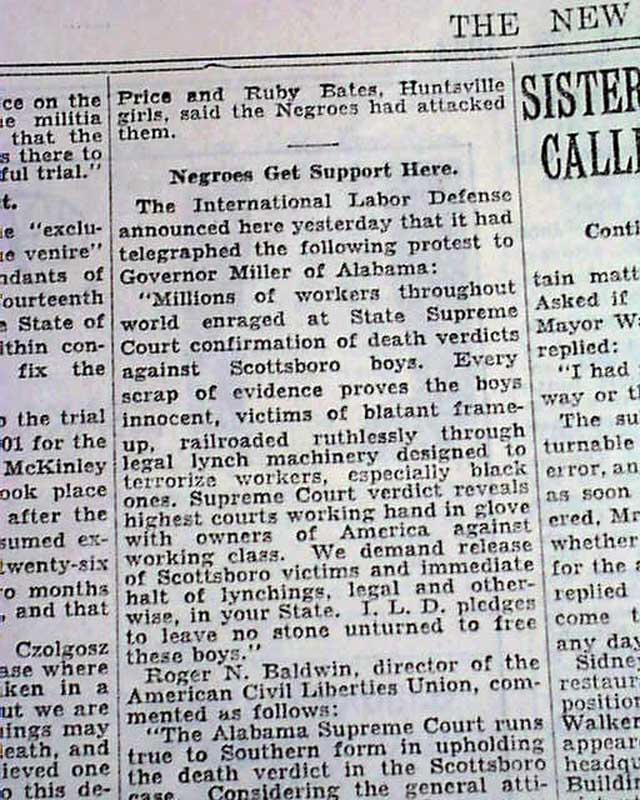 THE NEW
ce on the
militia
that the
s there to
ful trial."
t.
e "exclu-
e venire"
ndants of
ourteenth
State of
ithin con-
fix the
the trial
01 for the
McKinley
ook place
after the
sumed ex-
twenty-six
o months
, and that
Czolgosz
ase where
ken in a
ut we are
ings may
eath, and
ieved one
o this de-
Price and Ruby Bates, Huntsville
girls, said the Negroes had attacked
them.
Negroes Get Support Here.
The International Labor Defense
announced here yesterday that it had
telegraphed the following protest to
Governor Miller of Alabama:
"Millions of workers throughout
world enraged at State Supreme
Court confirmation of death verdicts
against Scottsboro boys. Every
scrap of evidence proves the boys
innocent, victims of blatant frame-
up, railroaded ruthlessly through
legal lynch machinery designed to
terrorize workers, especially black
ones. Supreme Court verdict reveals
highest courts working hand in glove
with owners of America against
working class. We demand release
of Scottsboro victims and immediate
halt of lynchings, legal and other-
wise, in your State. I. L. D. pledges
to leave no stone unturned to free
these boys."
Roger N. Baldwin, director of the
American Civil Liberties Union, com-
mented as follows:
"The Alabama Supreme Court runs
true to Southern form in upholding
the death verdict in the Scottsboro
case. Considering the general atti-
SISTER
CALL
Conti
tain matt
Asked if
Mayor Wa
replied:
"I had
way or th
The su
turnable
error, an
as soon
ered, Mr
whether
for the a
replied
come t
any day
Sidney
restaur
position
Walker
appear
headqu
Buildin